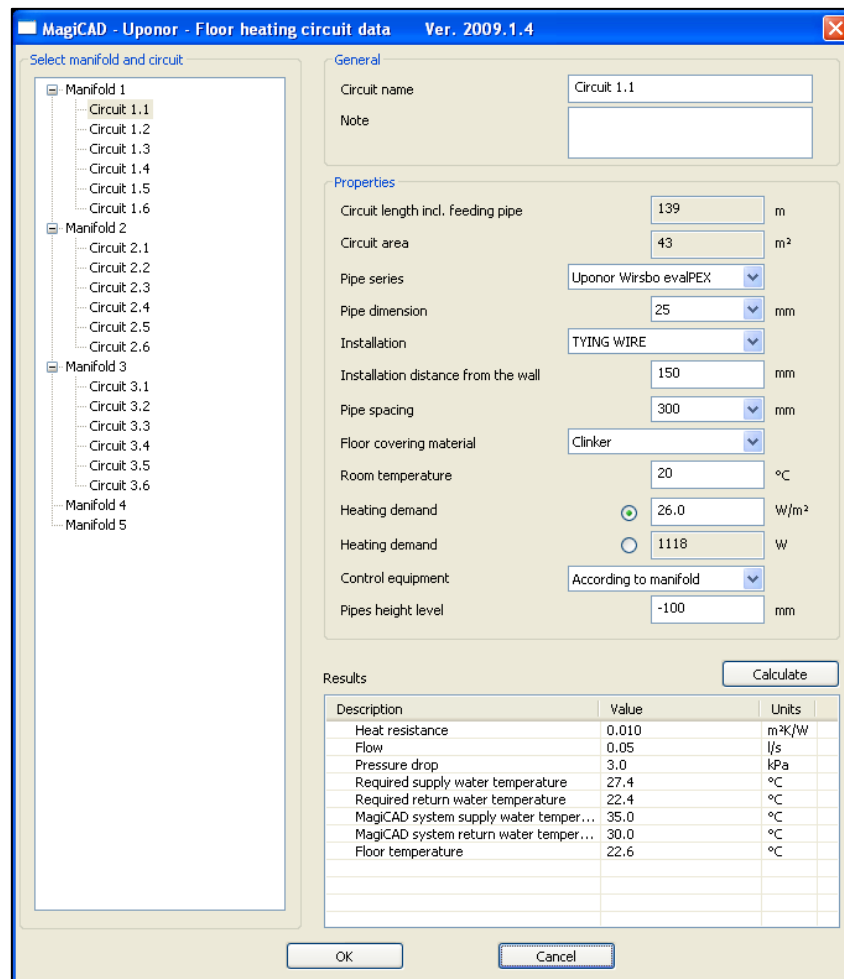 MagiCAD - Uponor - Floor heating circuit data Ver. 2009.1.4
Select manifold and circuit
Manifold 1
Circuit 1.1
Circuit 1.2
Circuit 1.3
Circuit 1.4
Circuit 1.5
Circuit 1.6
Manifold 2
Circuit 2.1
Circuit 2.2
Circuit 2.3
Circuit 2.4
Circuit 2.5
Circuit 2.6
Manifold 3
Circuit 3.1
Circuit 3.2
Circuit 3.3
Circuit 3.4
Circuit 3.5
Circuit 3.6
Manifold 4
Manifold 5
General
Circuit name Circuit 1.1
Note
Properties
Circuit length incl. feeding pipe 139 m
Circuit area 43 m²
Pipe series Uponor Wirsbo evalPEX
Pipe dimension 25 mm
Installation TYING WIRE
Installation distance from the wall 150 mm
Pipe spacing 300 mm
Floor covering material Clinker
Room temperature 20 °C
Heating demand 26.0 W/m²
Heating demand 1118 W
Control equipment According to manifold
Pipes height level -100 mm
Results Calculate
Description Value Units
Heat resistance 0.010 m²K/W
Flow 0.05 l/s
Pressure drop 3.0 kPa
Required supply water temperature 27.4 °C
Required return water temperature 22.4 °C
MagiCAD system supply water temper... 35.0 °C
MagiCAD system return water temper... 30.0 °C
Floor temperature 22.6 °C
OK Cancel